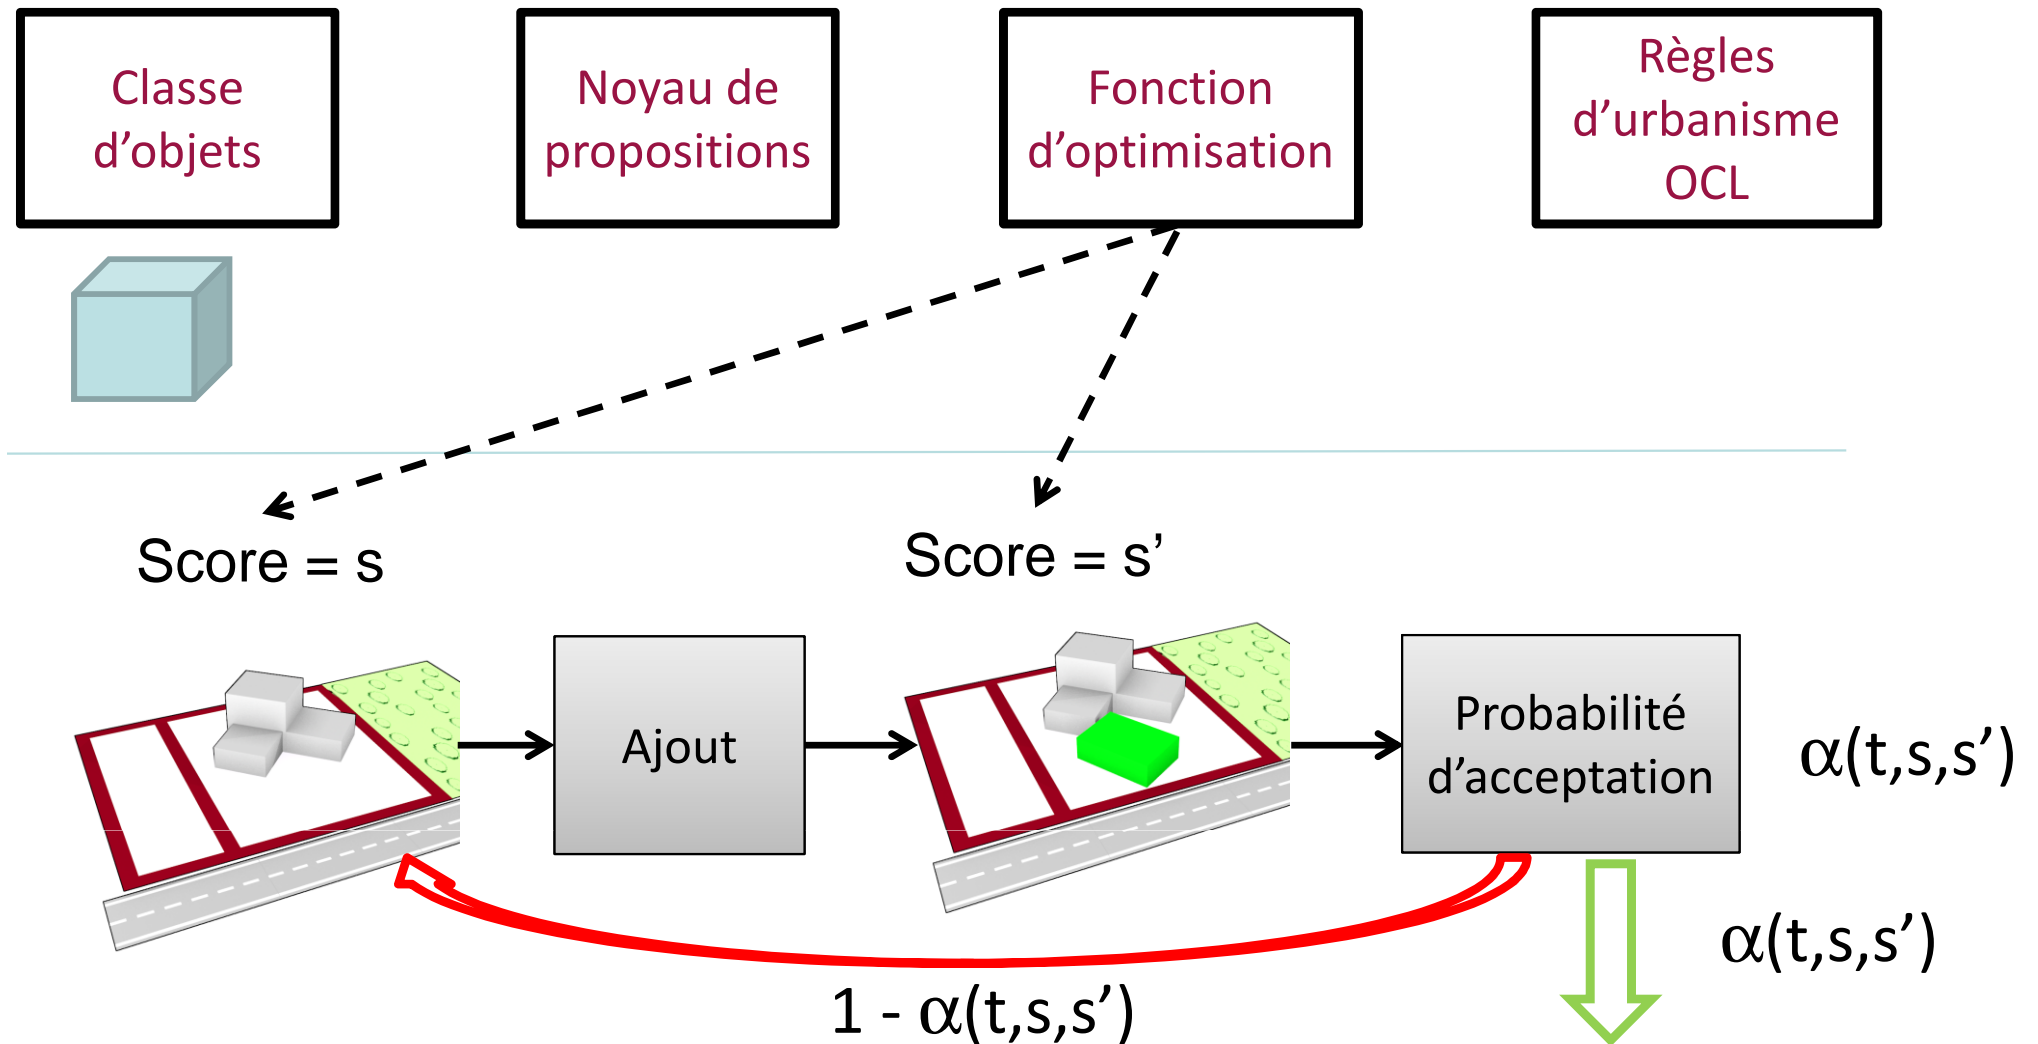 Classe
d’objets
Noyau de
propositions
Fonction
d’optimisation
Règles
d’urbanisme
OCL
Score = s
Score = s’
Ajout
Probabilité
d’acceptation
α(t,s,s’)
α(t,s,s’)
1 - α(t,s,s’)